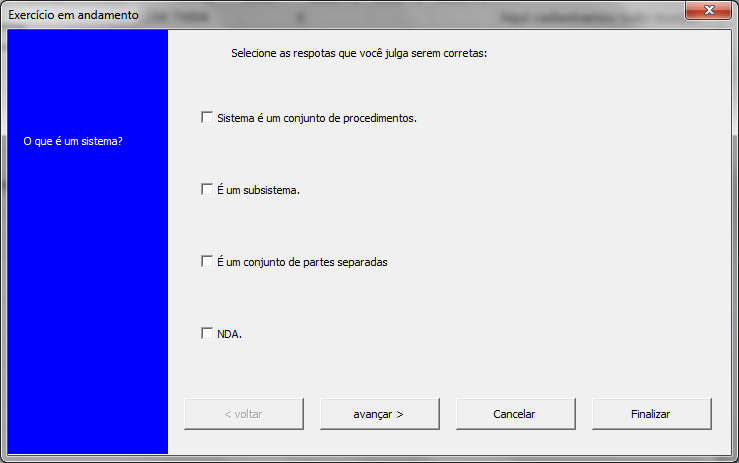 Exercício em andamento
Selecione as respotas que você julga serem corretas:
O que é um sistema?
Sistema é um conjunto de procedimentos.
É um subsistema.
É um conjunto de partes separadas
NDA.
< voltar
avançar >
Cancelar
Finalizar